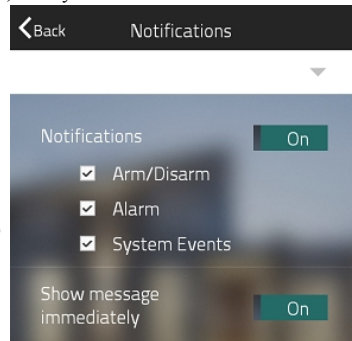 Back Notifications
Notifications On
Arm/Disarm
Alarm
System Events
Show message
immediately On